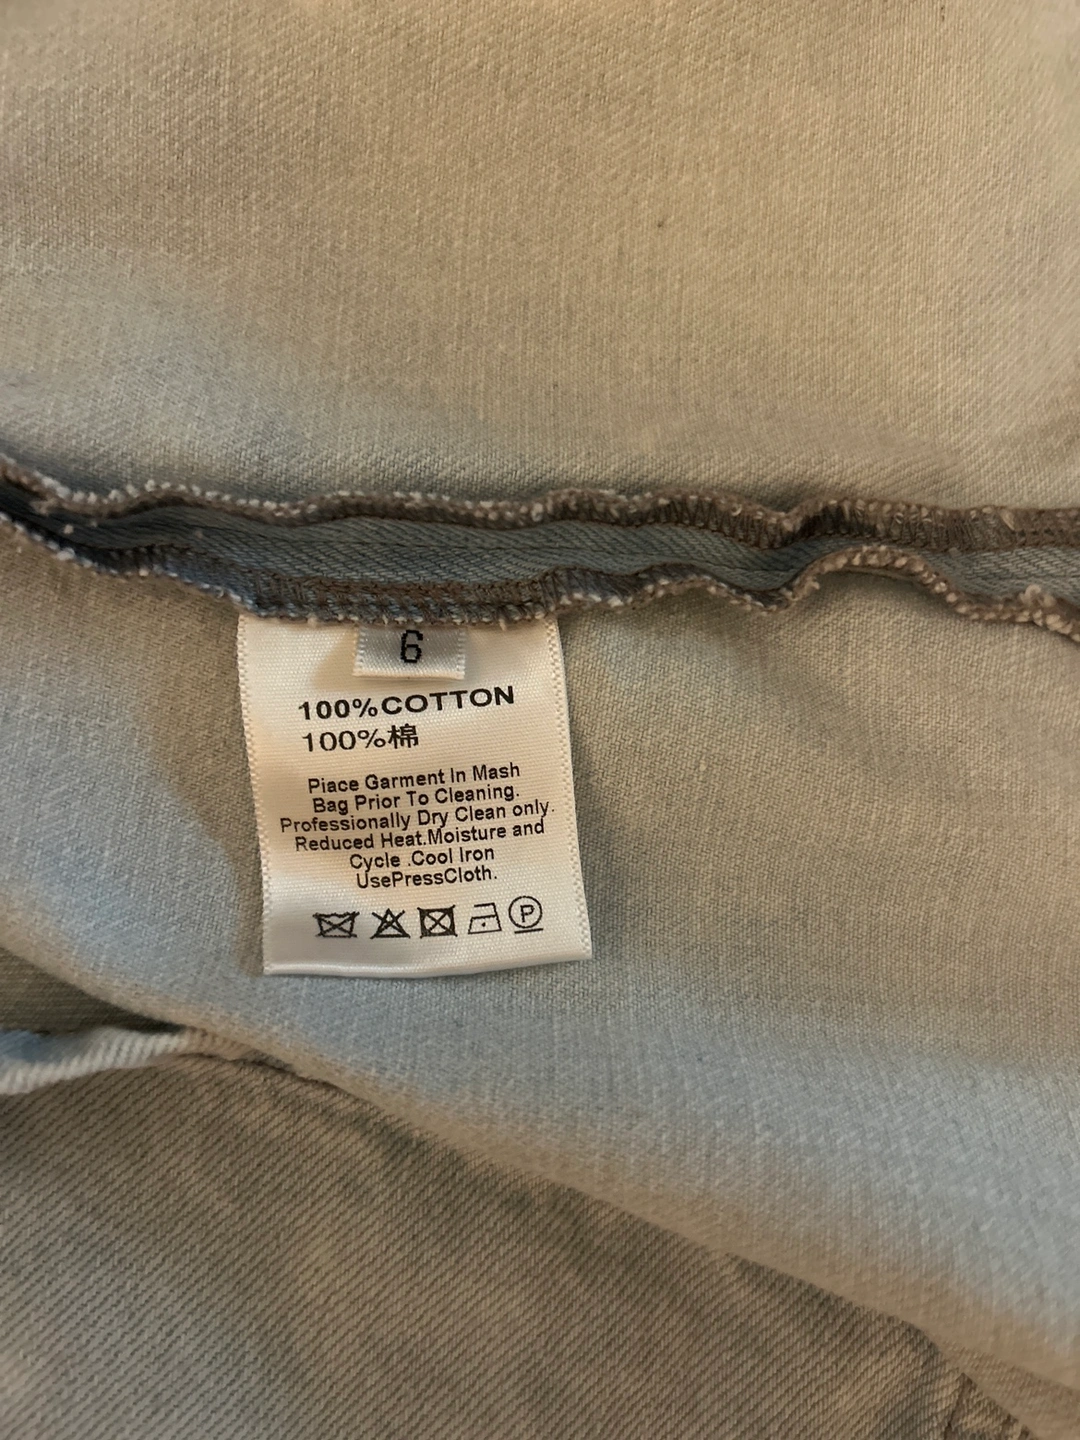 6
100%COTTON
100%棉
Piace Garment In Mash
Bag Prior To Cleaning.
Professionally Dry Clean only.
Reduced Heat.Moisture and
Cycle .Cool Iron
UsePressCloth.
P